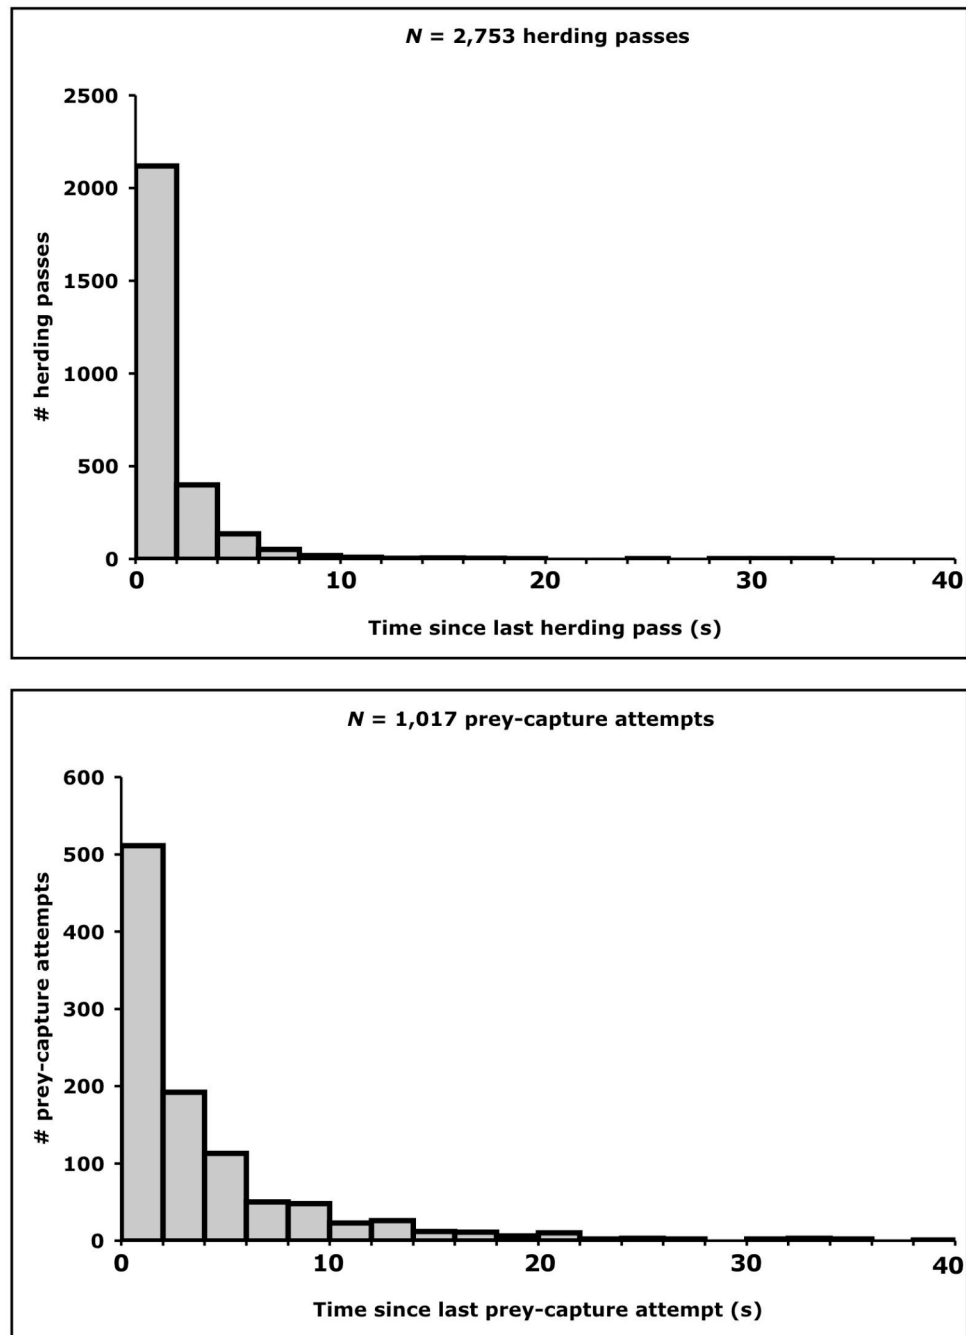 N = 2,753 herding passes
2500
2000
1500
1000
500
0
# herding passes
0 10 20 30 40
Time since last herding pass (s)
N = 1,017 prey-capture attempts
600
500
400
300
200
100
0
# prey-capture attempts
0 10 20 30 40
Time since last prey-capture attempt (s)